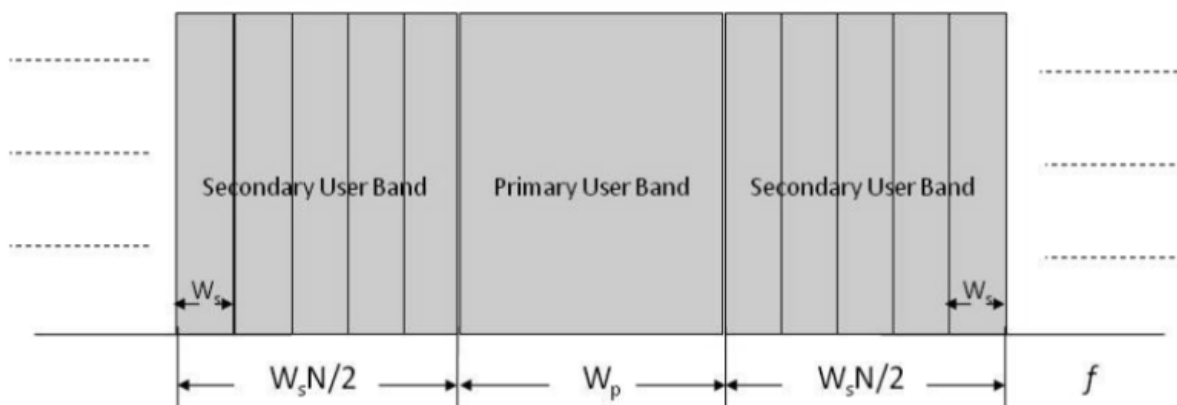 Secondary User Band
Primary User Band
Secondary User Band
Wₛ
Wₛ
WₛN/2
Wₚ
WₛN/2
f